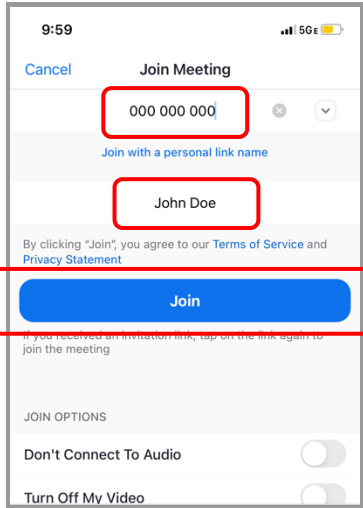 9:59
5G E
Cancel
Join Meeting
000 000 000
Join with a personal link name
John Doe
By clicking "Join", you agree to our Terms of Service and
Privacy Statement
Join
If you received an invitation link, tap on the link again to
join the meeting
JOIN OPTIONS
Don't Connect To Audio
Turn Off My Video